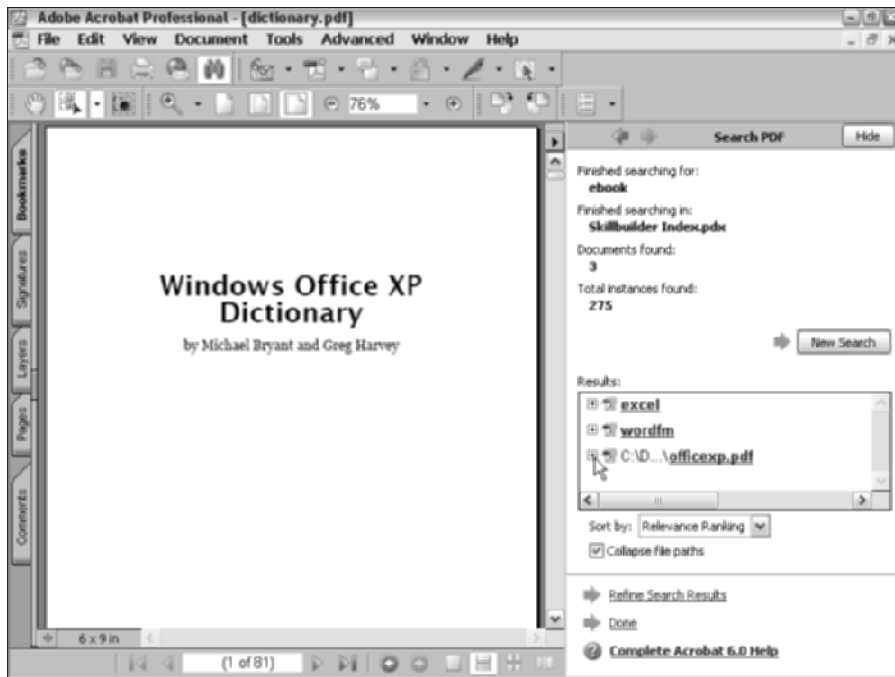 Adobe Acrobat Professional - [dictionary.pdf]
File Edit View Document Tools Advanced Window Help
76%
Bookmarks
Signatures
Layers
Pages
Comments
Windows Office XP
Dictionary
by Michael Bryant and Greg Harvey
6 x 9 in
(1 of 81)
Search PDF
Hide
Finished searching for:
ebook
Finished searching in:
Skillbuilder Index.pdx
Documents found:
3
Total instances found:
275
New Search
Results:
excel
wordfm
C:\D...\officexp.pdf
Sort by: Relevance Ranking
Collapse file paths
Refine Search Results
Done
Complete Acrobat 6.0 Help